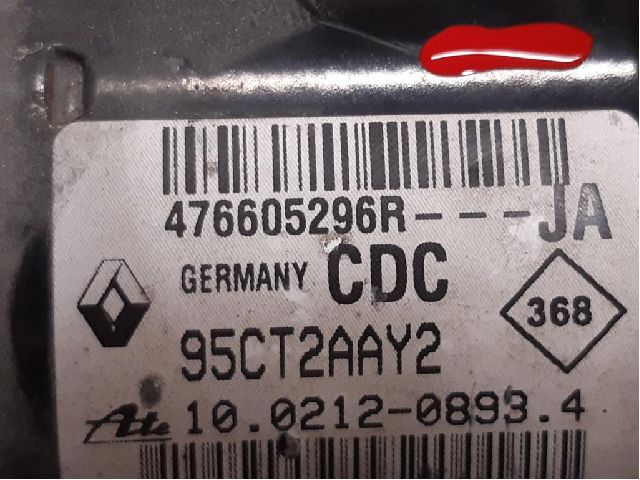 476605296R---JA
GERMANY CDC
368
95CT2AAY2
Ate 10.0212-0893.4